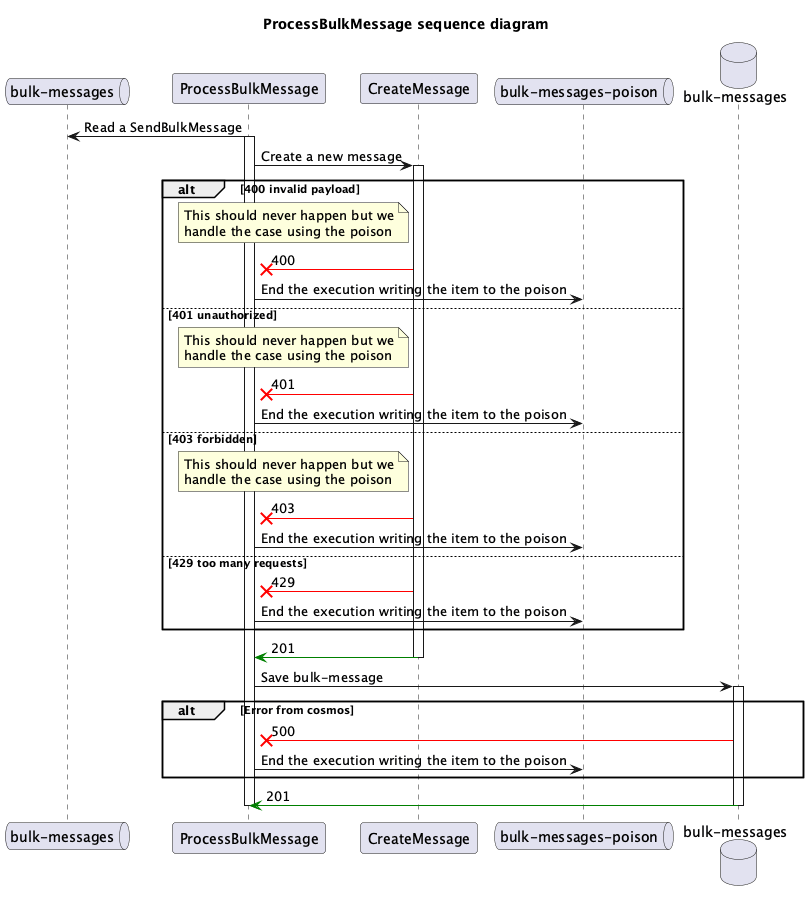 ProcessBulkMessage sequence diagram
bulk-messages
ProcessBulkMessage
CreateMessage
bulk-messages-poison
bulk-messages
Read a SendBulkMessage
Create a new message
alt
[400 invalid payload]
This should never happen but we
handle the case using the poison
400
End the execution writing the item to the poison
[401 unauthorized]
This should never happen but we
handle the case using the poison
401
End the execution writing the item to the poison
[403 forbidden]
This should never happen but we
handle the case using the poison
403
End the execution writing the item to the poison
[429 too many requests]
429
End the execution writing the item to the poison
201
Save bulk-message
alt
[Error from cosmos]
500
End the execution writing the item to the poison
201
bulk-messages
ProcessBulkMessage
CreateMessage
bulk-messages-poison
bulk-messages